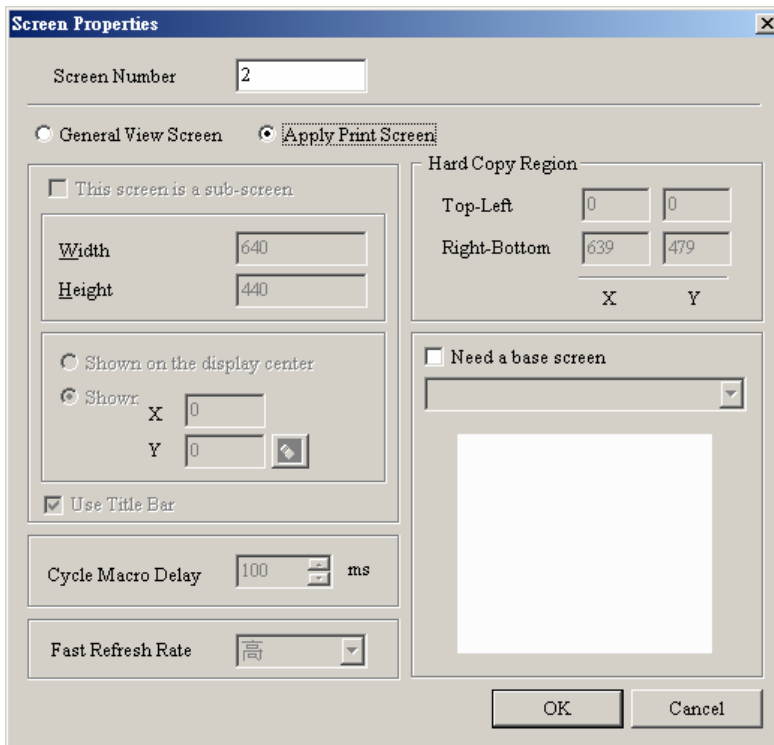 Screen Properties
Screen Number 2
General View Screen Apply Print Screen
This screen is a sub-screen
Width 640
Height 440
Shown on the display center
Shown
X 0
Y 0
Use Title Bar
Cycle Macro Delay 100 ms
Fast Refresh Rate 高
Hard Copy Region
Top-Left 0 0
Right-Bottom 639 479
X Y
Need a base screen
OK Cancel